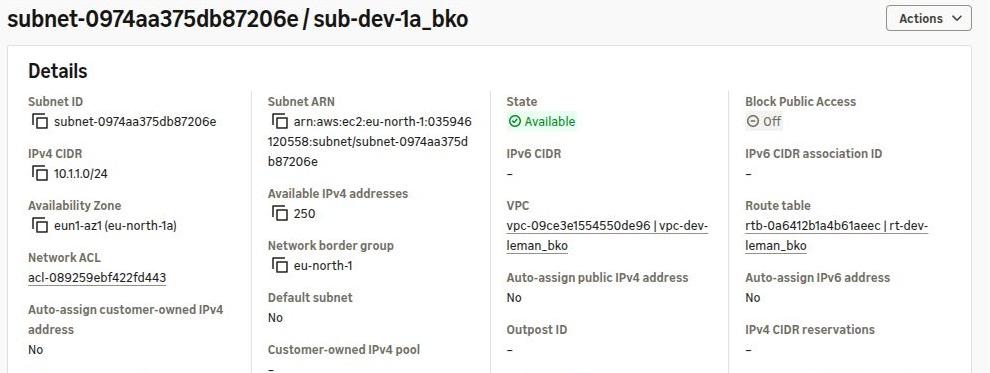 subnet-0974aa375db87206e / sub-dev-1a_bko
Actions
Details
Subnet ID
subnet-0974aa375db87206e
IPv4 CIDR
10.1.1.0/24
Availability Zone
eun1-az1 (eu-north-1a)
Network ACL
acl-089259ebf422fd443
Auto-assign customer-owned IPv4
address
No
Subnet ARN
arn:aws:ec2:eu-north-1:035946
120558:subnet/subnet-0974aa375d
b87206e
Available IPv4 addresses
250
Network border group
eu-north-1
Default subnet
No
Customer-owned IPv4 pool
–
State
Available
IPv6 CIDR
–
VPC
vpc-09ce3e1554550de96 | vpc-dev-
leman_bko
Auto-assign public IPv4 address
No
Outpost ID
–
Block Public Access
Off
IPv6 CIDR association ID
–
Route table
rtb-0a6412b1a4b61aeec | rt-dev-
leman_bko
Auto-assign IPv6 address
No
IPv4 CIDR reservations
–